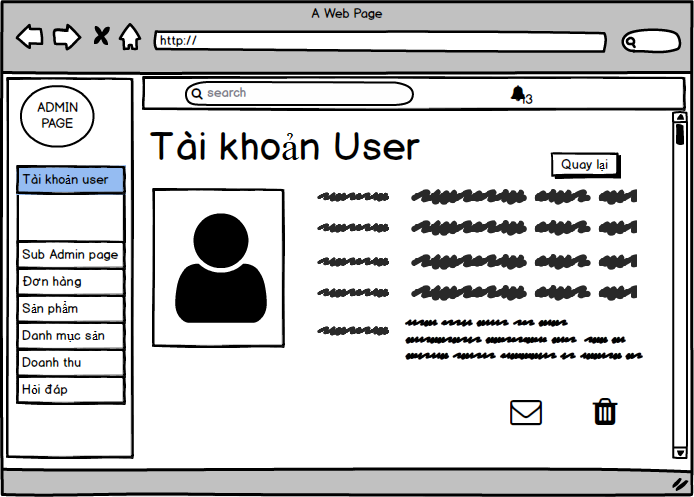 A Web Page
http://
search
13
ADMIN
PAGE
Tài khoản User
Quay lại
Tài khoản user
Sub Admin page
Đơn hàng
Sản phẩm
Danh mục sản
Doanh thu
Hỏi đáp